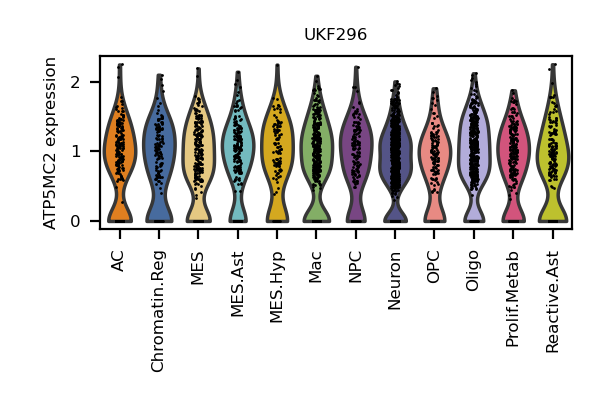 UKF296
ATP5MC2 expression
2
1
0
AC
Chromatin.Reg
MES
MES.Ast
MES.Hyp
Mac
NPC
Neuron
OPC
Oligo
Prolif.Metab
Reactive.Ast